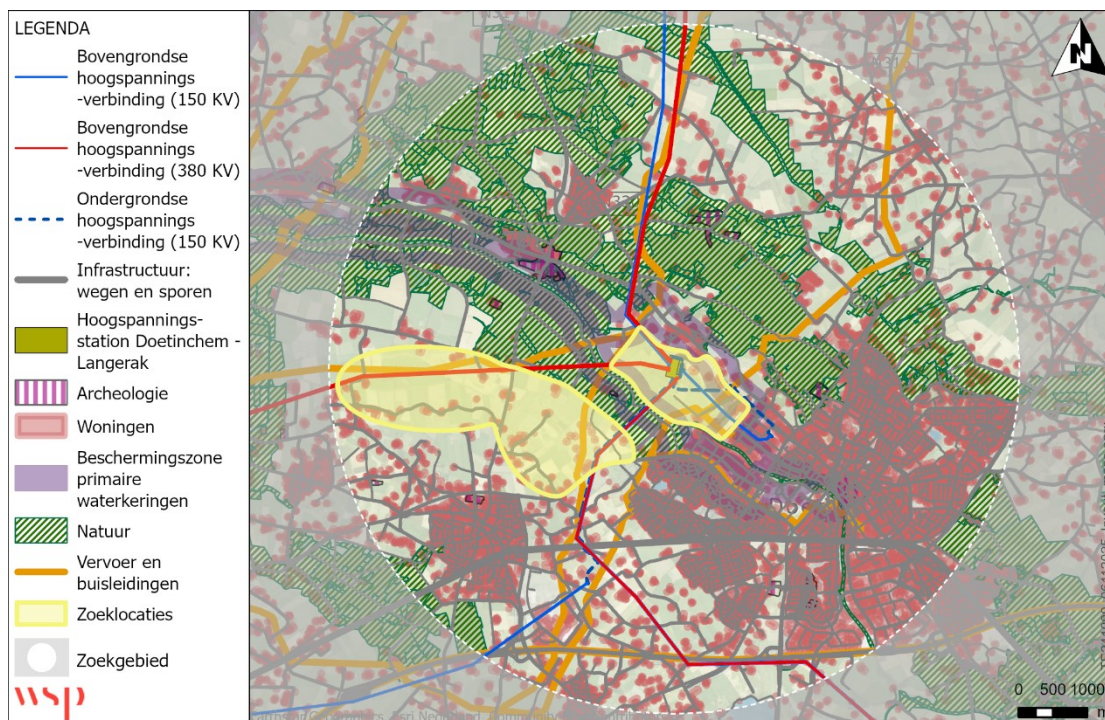 LEGENDA
Bovengrondse
hoogspannings
-verbinding (150 KV)
Bovengrondse
hoogspannings
-verbinding (380 KV)
Ondergrondse
hoogspannings
-verbinding (150 KV)
Infrastructuur:
wegen en sporen
Hoogspannings-
station Doetinchem -
Langerak
Archeologie
Woningen
Beschermingszone
primaire
waterkeringen
Natuur
Vervoer en
buisleidingen
Zoeklocaties
Zoekgebied
wsp
N
0 500 1000
m